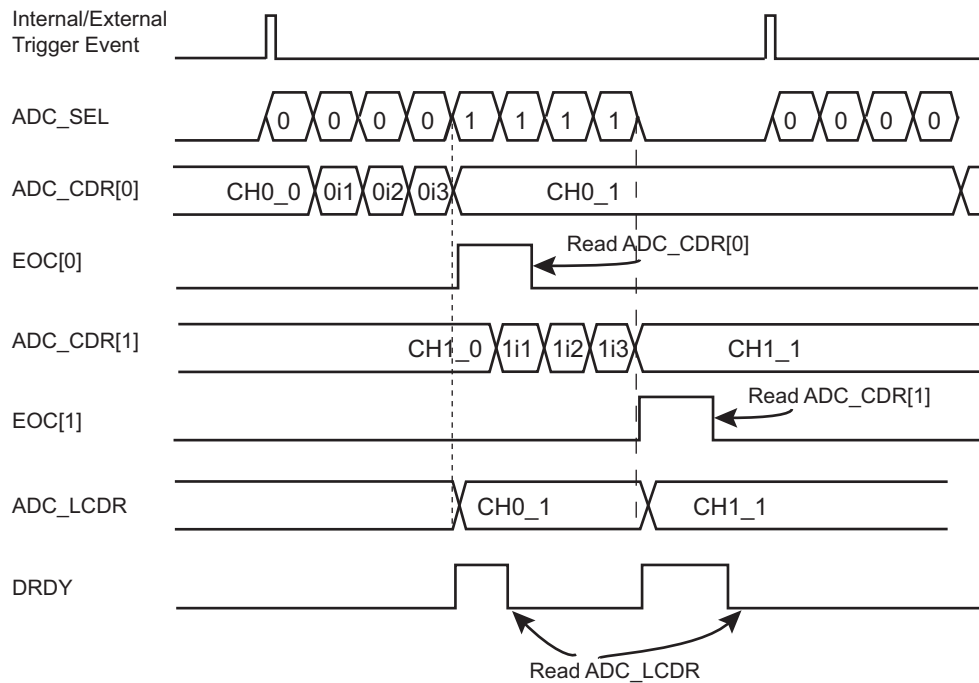 Internal/External
Trigger Event
ADC_SEL
0 0 0 0 1 1 1 1 0 0 0 0
ADC_CDR[0]
CH0_0 0i1 0i2 0i3 CH0_1
EOC[0]
Read ADC_CDR[0]
ADC_CDR[1]
CH1_0 1i1 1i2 1i3 CH1_1
EOC[1]
Read ADC_CDR[1]
ADC_LCDR
CH0_1 CH1_1
DRDY
Read ADC_LCDR